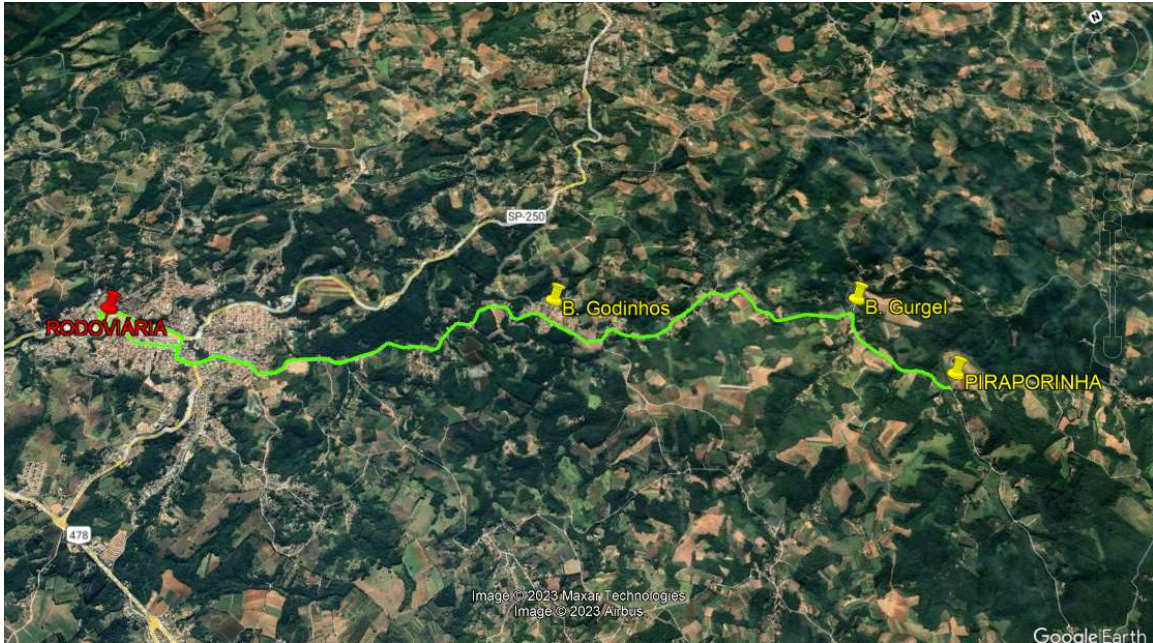 N
SP-250
B. Godinhos
B. Gurgel
RODOVIÁRIA
PIRAPORINHA
478
Image © 2023 Maxar Technologies
Image © 2023 Airbus
Google Earth